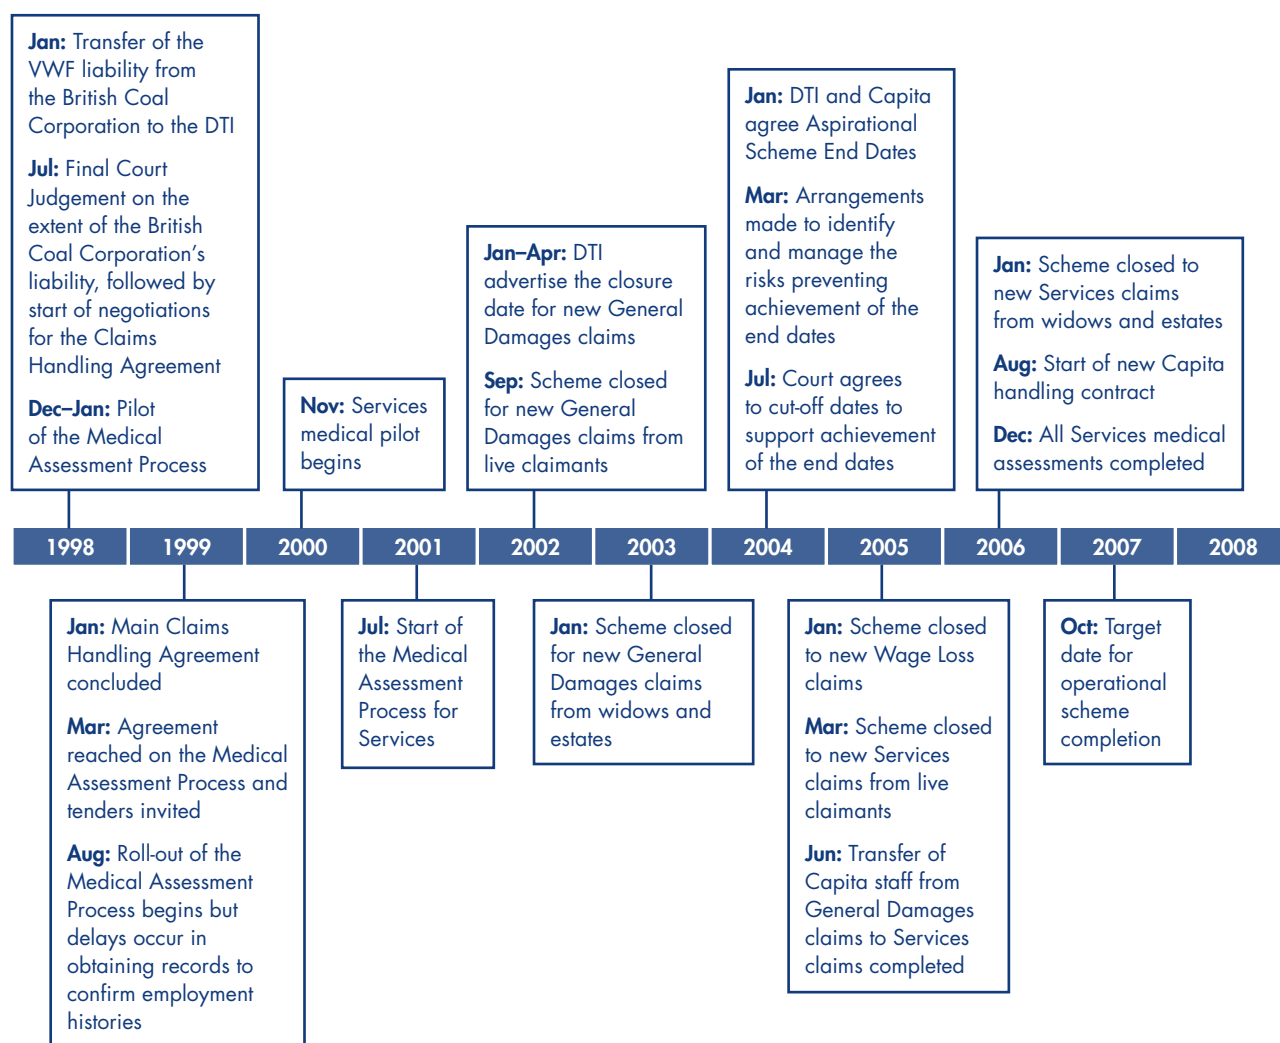 Jan: Transfer of the
VWF liability from
the British Coal
Corporation to the DTI
Jul: Final Court
Judgement on the
extent of the British
Coal Corporation’s
liability, followed by
start of negotiations
for the Claims
Handling Agreement
Dec–Jan: Pilot
of the Medical
Assessment Process
Nov: Services
medical pilot
begins
Jan–Apr: DTI
advertise the closure
date for new General
Damages claims
Sep: Scheme closed
for new General
Damages claims from
live claimants
Jan: DTI and Capita
agree Aspirational
Scheme End Dates
Mar: Arrangements
made to identify
and manage the
risks preventing
achievement of the
end dates
Jul: Court agrees
to cut-off dates to
support achievement
of the end dates
Jan: Scheme closed to
new Services claims
from widows and estates
Aug: Start of new Capita
handling contract
Dec: All Services medical
assessments completed
1998 1999 2000 2001 2002 2003 2004 2005 2006 2007 2008
Jan: Main Claims
Handling Agreement
concluded
Mar: Agreement
reached on the Medical
Assessment Process and
tenders invited
Aug: Roll-out of the
Medical Assessment
Process begins but
delays occur in
obtaining records to
confirm employment
histories
Jul: Start of
the Medical
Assessment
Process for
Services
Jan: Scheme closed
for new General
Damages claims
from widows and
estates
Jan: Scheme closed
to new Wage Loss
claims
Mar: Scheme closed
to new Services
claims from live
claimants
Jun: Transfer of
Capita staff from
General Damages
claims to Services
claims completed
Oct: Target
date for
operational
scheme
completion